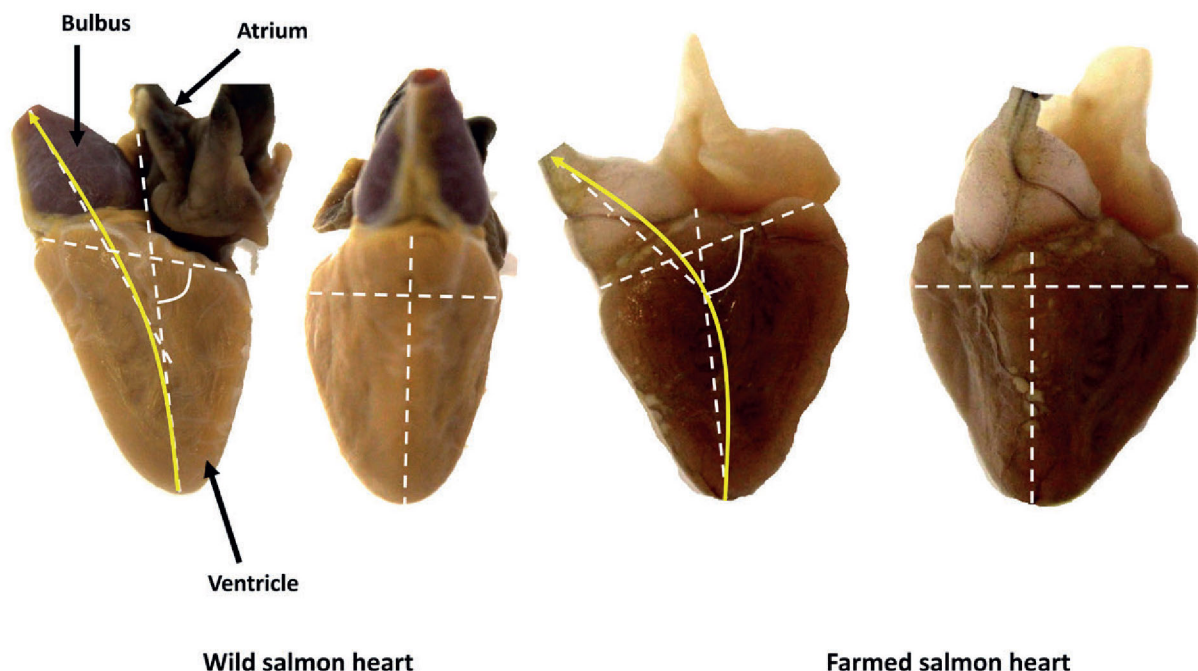 Bulbus
Atrium
Ventricle
Wild salmon heart
Farmed salmon heart